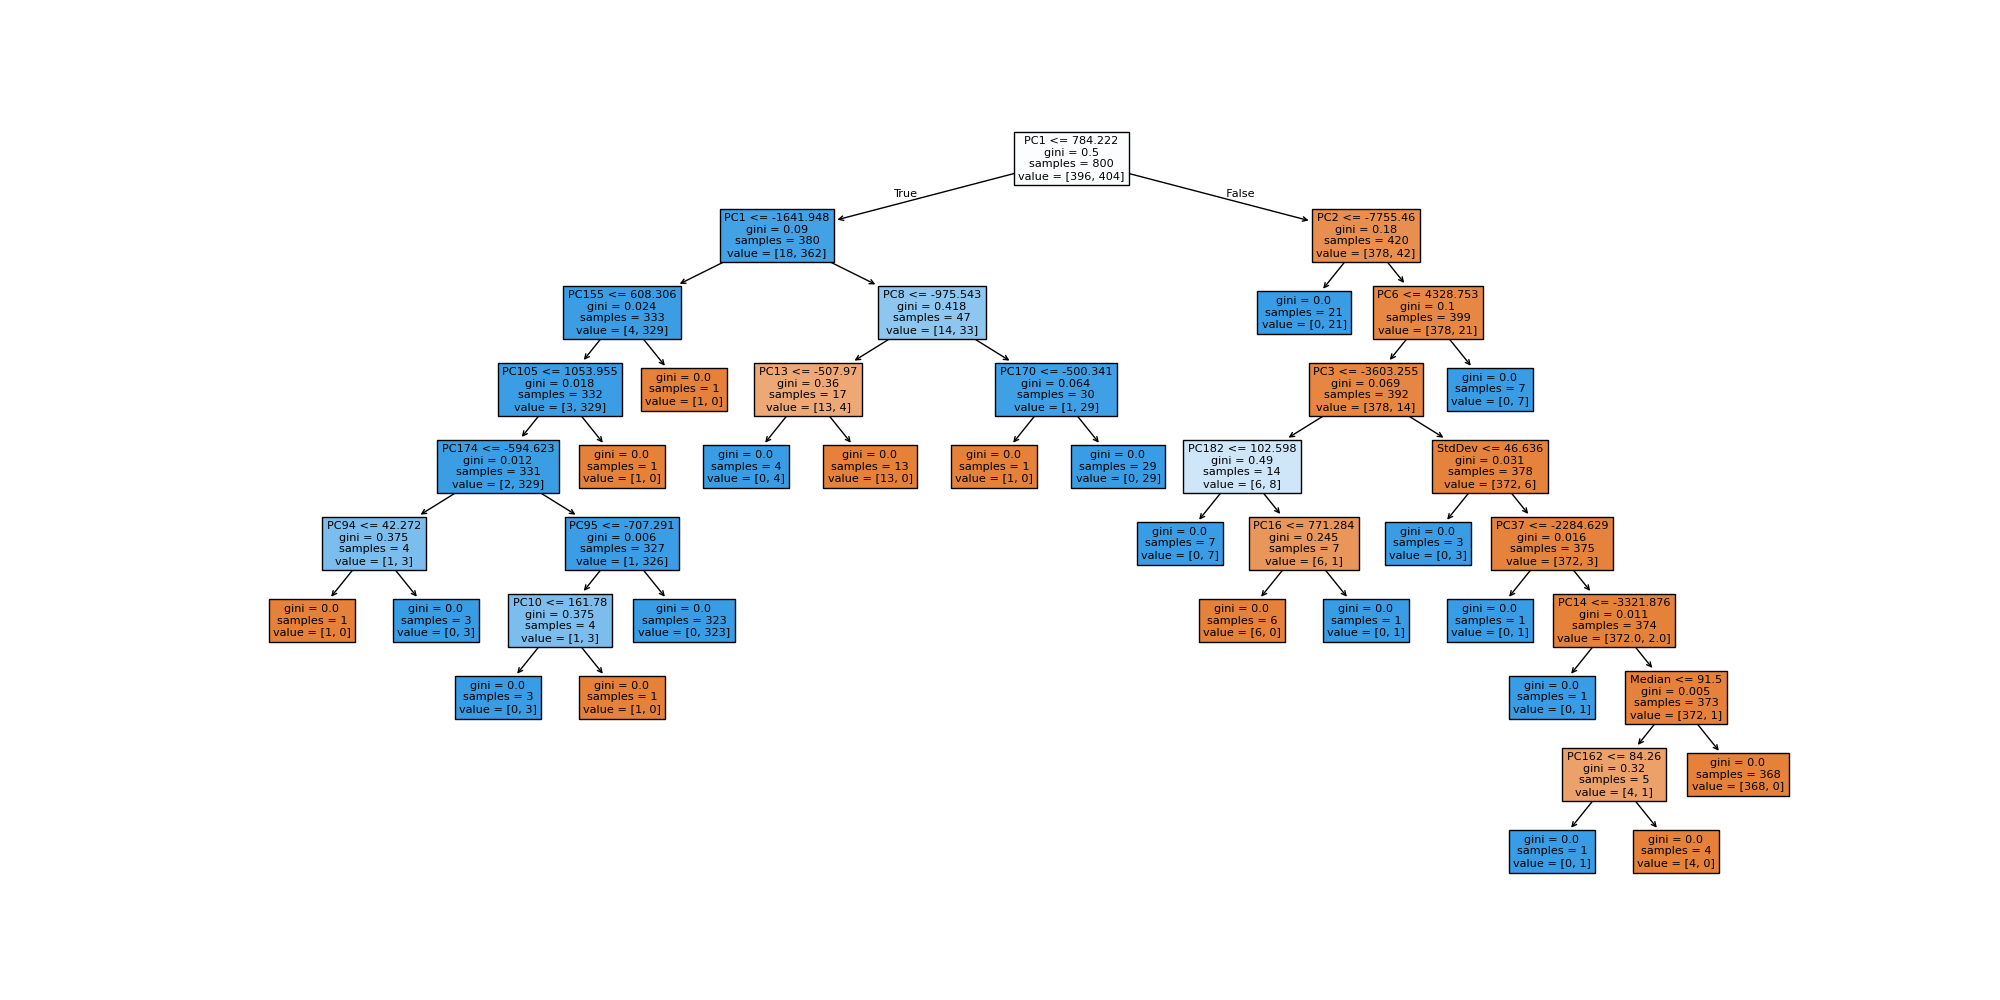 PC1 <= 784.222
gini = 0.5
samples = 800
value = [396, 404]
True
False
PC1 <= -1641.948
gini = 0.09
samples = 380
value = [18, 362]
PC2 <= -7755.46
gini = 0.18
samples = 420
value = [378, 42]
PC155 <= 608.306
gini = 0.024
samples = 333
value = [4, 329]
PC8 <= -975.543
gini = 0.418
samples = 47
value = [14, 33]
gini = 0.0
samples = 21
value = [0, 21]
PC6 <= 4328.753
gini = 0.1
samples = 399
value = [378, 21]
PC105 <= 1053.955
gini = 0.018
samples = 332
value = [3, 329]
gini = 0.0
samples = 1
value = [1, 0]
PC13 <= -507.97
gini = 0.36
samples = 17
value = [13, 4]
PC170 <= -500.341
gini = 0.064
samples = 30
value = [1, 29]
PC3 <= -3603.255
gini = 0.069
samples = 392
value = [378, 14]
gini = 0.0
samples = 7
value = [0, 7]
PC174 <= -594.623
gini = 0.012
samples = 331
value = [2, 329]
gini = 0.0
samples = 1
value = [1, 0]
gini = 0.0
samples = 4
value = [0, 4]
gini = 0.0
samples = 13
value = [13, 0]
gini = 0.0
samples = 1
value = [1, 0]
gini = 0.0
samples = 29
value = [0, 29]
PC182 <= 102.598
gini = 0.49
samples = 14
value = [6, 8]
StdDev <= 46.636
gini = 0.031
samples = 378
value = [372, 6]
PC94 <= 42.272
gini = 0.375
samples = 4
value = [1, 3]
PC95 <= -707.291
gini = 0.006
samples = 327
value = [1, 326]
gini = 0.0
samples = 7
value = [0, 7]
PC16 <= 771.284
gini = 0.245
samples = 7
value = [6, 1]
gini = 0.0
samples = 3
value = [0, 3]
PC37 <= -2284.629
gini = 0.016
samples = 375
value = [372, 3]
gini = 0.0
samples = 1
value = [1, 0]
gini = 0.0
samples = 3
value = [0, 3]
PC10 <= 161.78
gini = 0.375
samples = 4
value = [1, 3]
gini = 0.0
samples = 323
value = [0, 323]
gini = 0.0
samples = 6
value = [6, 0]
gini = 0.0
samples = 1
value = [0, 1]
gini = 0.0
samples = 1
value = [0, 1]
PC14 <= -3321.876
gini = 0.011
samples = 374
value = [372.0, 2.0]
gini = 0.0
samples = 3
value = [0, 3]
gini = 0.0
samples = 1
value = [1, 0]
gini = 0.0
samples = 1
value = [0, 1]
Median <= 91.5
gini = 0.005
samples = 373
value = [372, 1]
PC162 <= 84.26
gini = 0.32
samples = 5
value = [4, 1]
gini = 0.0
samples = 368
value = [368, 0]
gini = 0.0
samples = 1
value = [0, 1]
gini = 0.0
samples = 4
value = [4, 0]